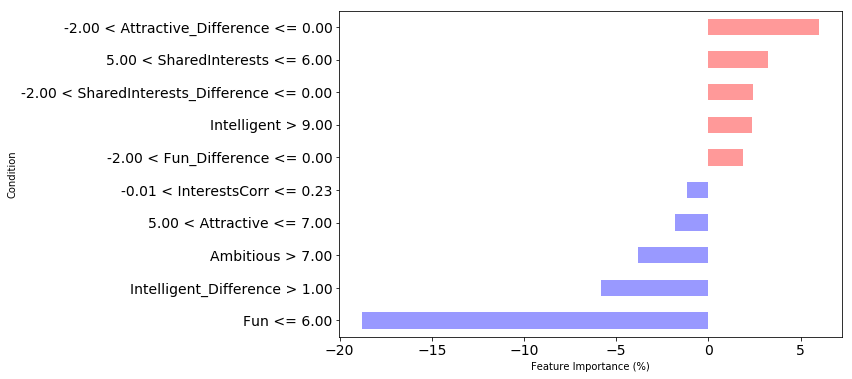 -2.00 < Attractive_Difference <= 0.00
5.00 < SharedInterests <= 6.00
-2.00 < SharedInterests_Difference <= 0.00
Intelligent > 9.00
-2.00 < Fun_Difference <= 0.00
-0.01 < InterestsCorr <= 0.23
5.00 < Attractive <= 7.00
Ambitious > 7.00
Intelligent_Difference > 1.00
Fun <= 6.00
Condition
−20 −15 −10 −5 0 5
Feature Importance (%)